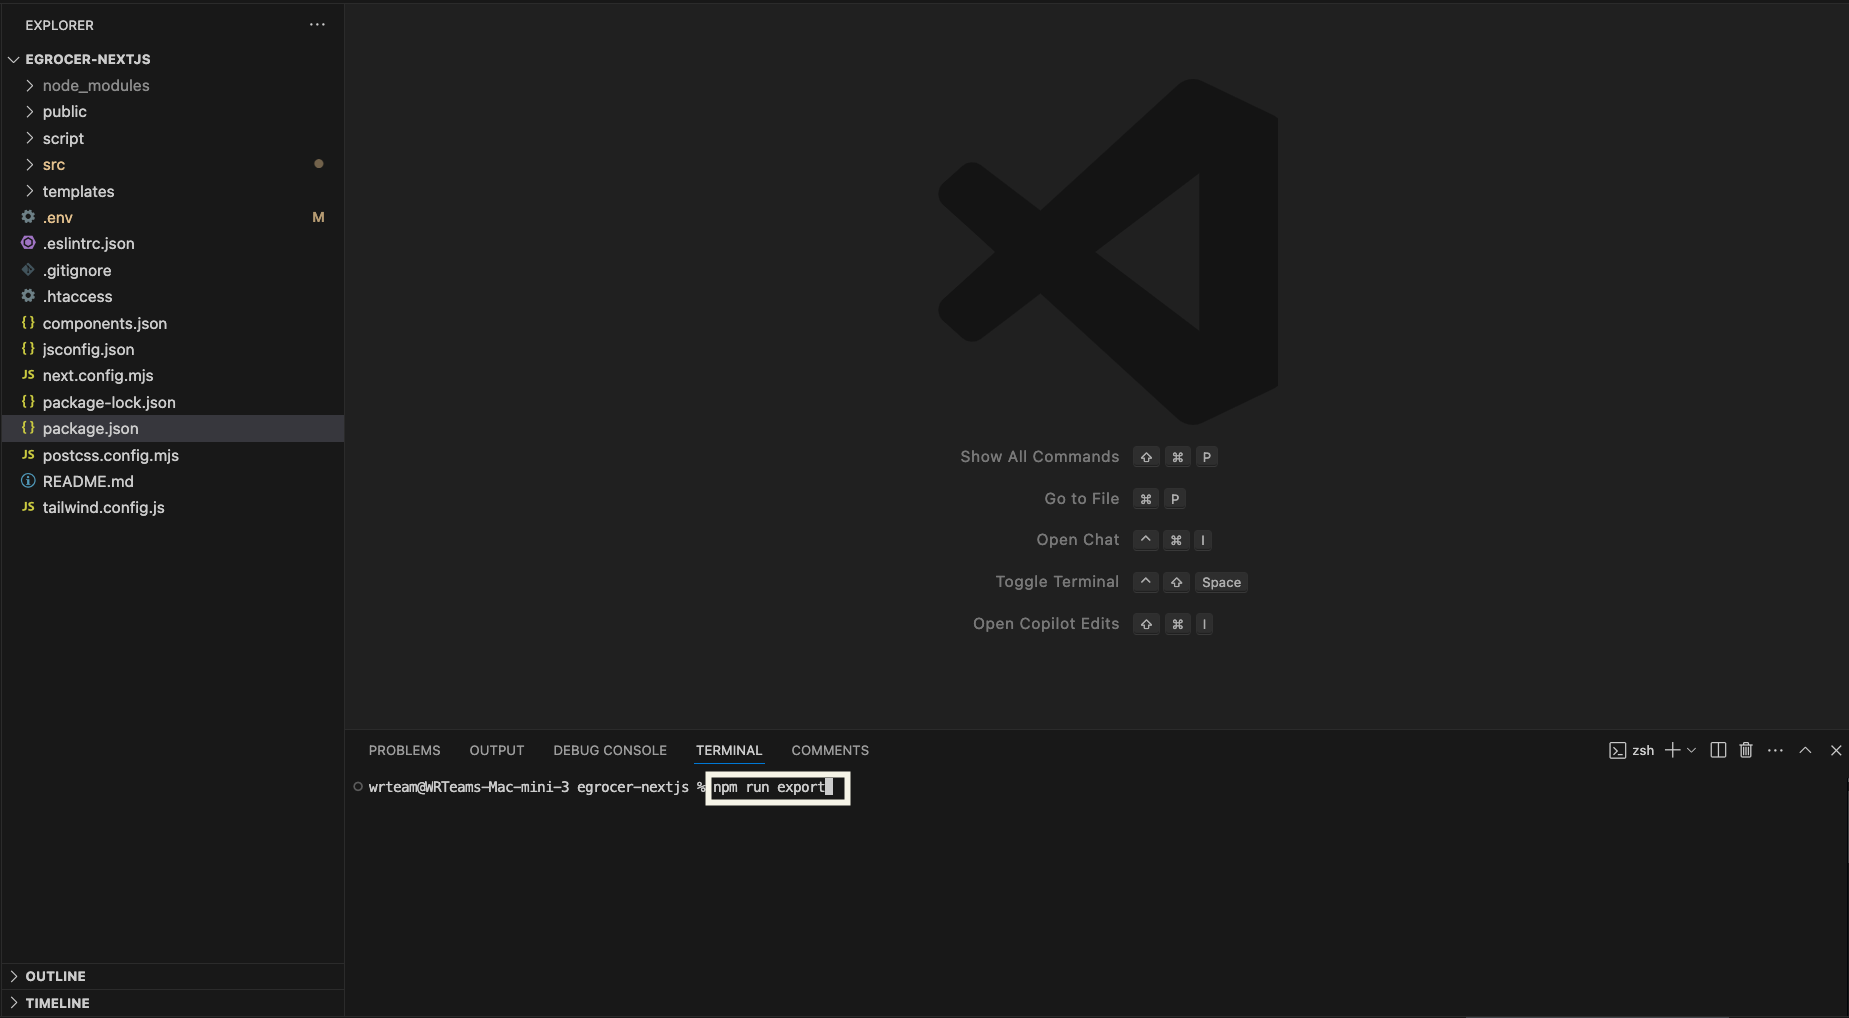 EXPLORER
EGROCER-NEXTJS
node_modules
public
script
src
templates
.env M
.eslintrc.json
.gitignore
.htaccess
{} components.json
{} jsconfig.json
JS next.config.mjs
{} package-lock.json
{} package.json
JS postcss.config.mjs
README.md
JS tailwind.config.js
OUTLINE
TIMELINE
Show All Commands ⇧ ⌘ P
Go to File ⌘ P
Open Chat ^ ⌘ I
Toggle Terminal ^ ⇧ Space
Open Copilot Edits ⇧ ⌘ I
PROBLEMS OUTPUT DEBUG CONSOLE TERMINAL COMMENTS zsh
wrteam@WRTeams-Mac-mini-3 egrocer-nextjs % npm run export